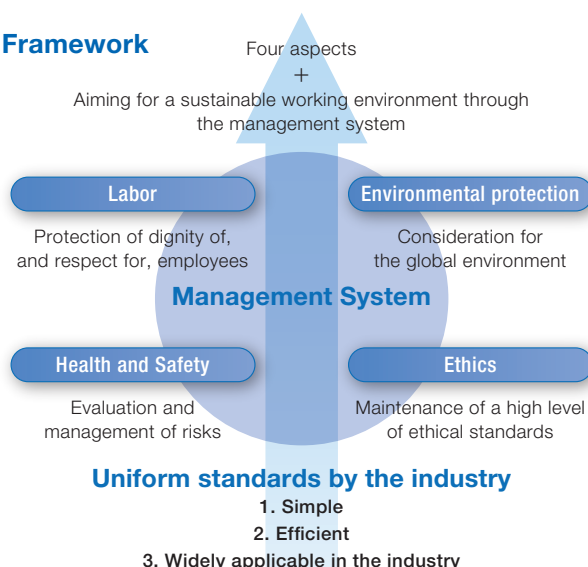 Framework
Four aspects
+
Aiming for a sustainable working environment through
the management system
Labor
Protection of dignity of,
and respect for, employees
Environmental protection
Consideration for
the global environment
Management System
Health and Safety
Evaluation and
management of risks
Ethics
Maintenance of a high level
of ethical standards
Uniform standards by the industry
1. Simple
2. Efficient
3. Widely applicable in the industry